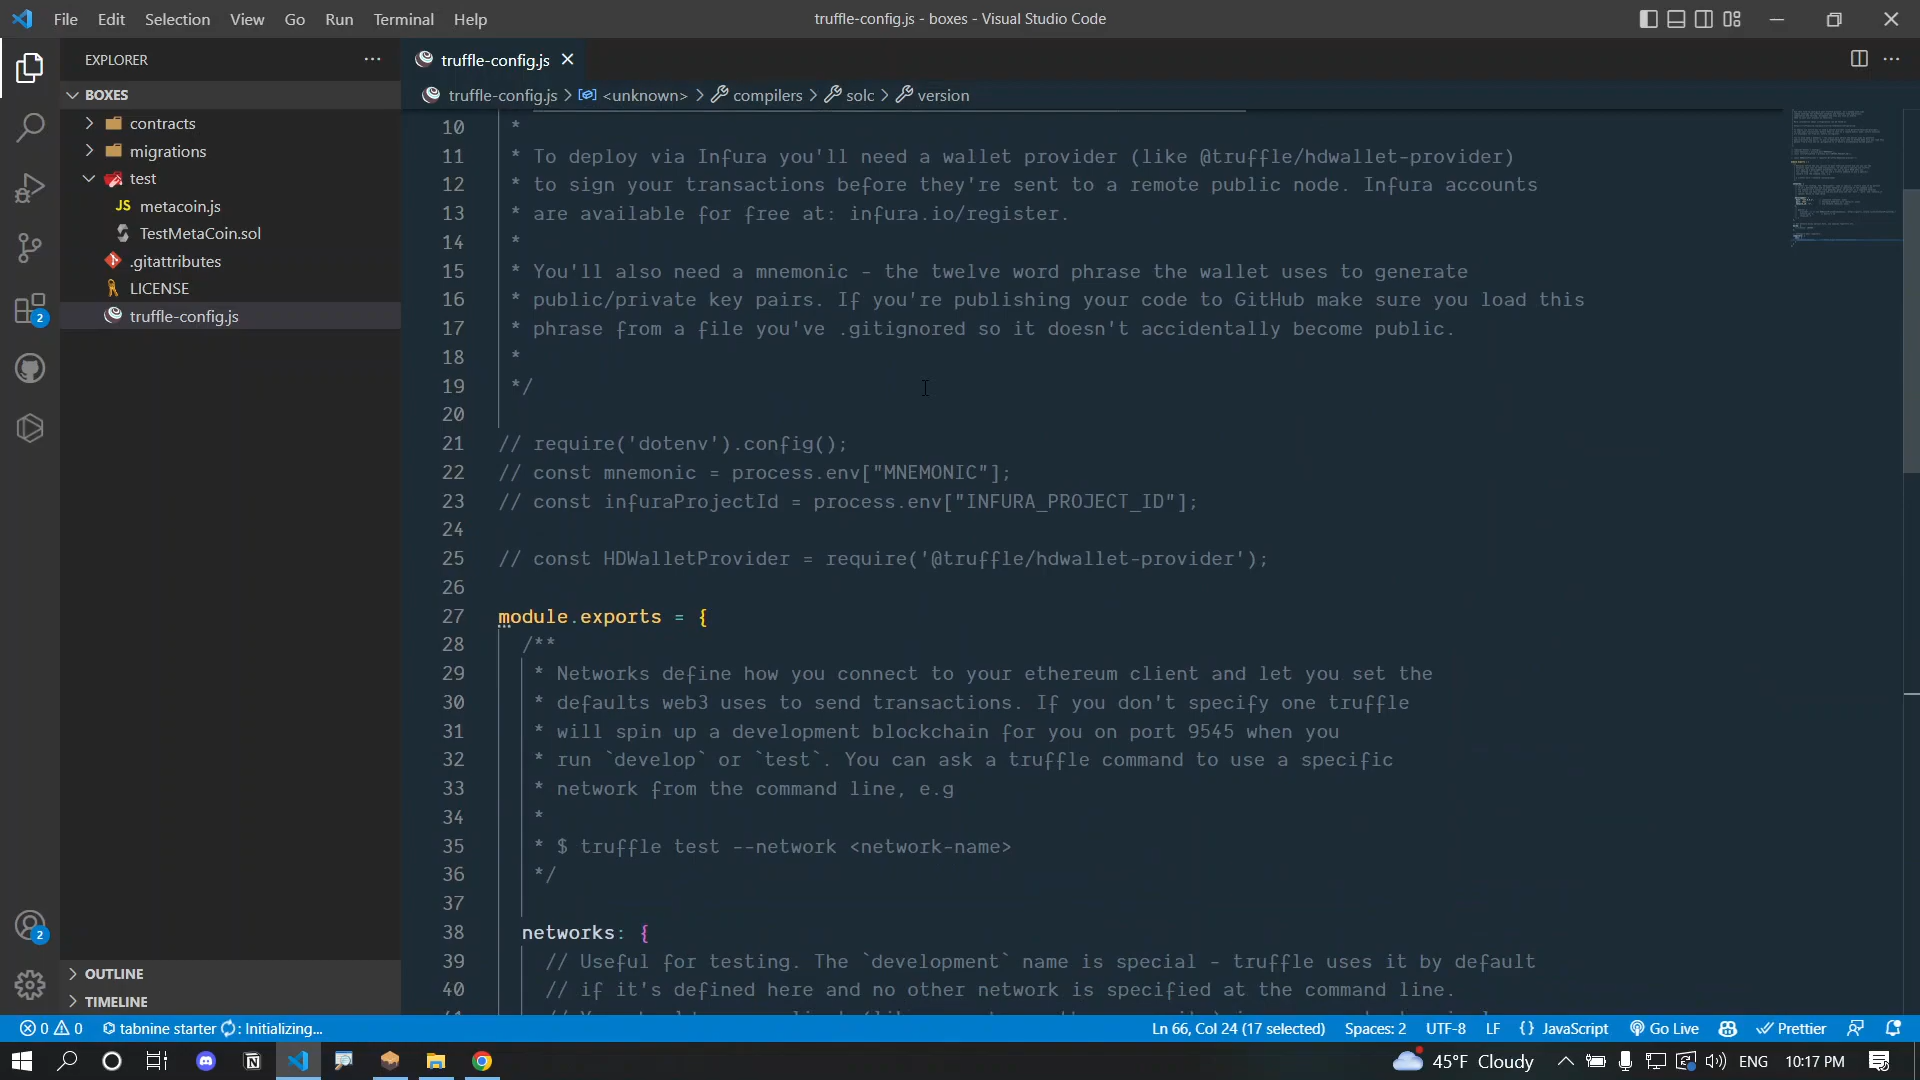 File Edit Selection View Go Run Terminal Help
truffle-config.js - boxes - Visual Studio Code
EXPLORER
truffle-config.js
BOXES
truffle-config.js > <unknown> > compilers > solc > version
contracts
migrations
test
JS metacoin.js
TestMetaCoin.sol
.gitattributes
LICENSE
truffle-config.js
10 *
11 * To deploy via Infura you'll need a wallet provider (like @truffle/hdwallet-provider)
12 * to sign your transactions before they're sent to a remote public node. Infura accounts
13 * are available for free at: infura.io/register.
14 *
15 * You'll also need a mnemonic - the twelve word phrase the wallet uses to generate
16 * public/private key pairs. If you're publishing your code to GitHub make sure you load this
17 * phrase from a file you've .gitignored so it doesn't accidentally become public.
18 *
19 */
20
21 // require('dotenv').config();
22 // const mnemonic = process.env["MNEMONIC"];
23 // const infuraProjectId = process.env["INFURA_PROJECT_ID"];
24
25 // const HDWalletProvider = require('@truffle/hdwallet-provider');
26
27 module.exports = {
28 /**
29 * Networks define how you connect to your ethereum client and let you set the
30 * defaults web3 uses to send transactions. If you don't specify one truffle
31 * will spin up a development blockchain for you on port 9545 when you
32 * run `develop` or `test`. You can ask a truffle command to use a specific
33 * network from the command line, e.g
34 *
35 * $ truffle test --network <network-name>
36 */
37
38 networks: {
39 // Useful for testing. The `development` name is special - truffle uses it by default
40 // if it's defined here and no other network is specified at the command line.
2
2
OUTLINE
TIMELINE
0 0 tabnine starter : Initializing...
Ln 66, Col 24 (17 selected) Spaces: 2 UTF-8 LF {} JavaScript Go Live Prettier
45°F Cloudy ENG 10:17 PM